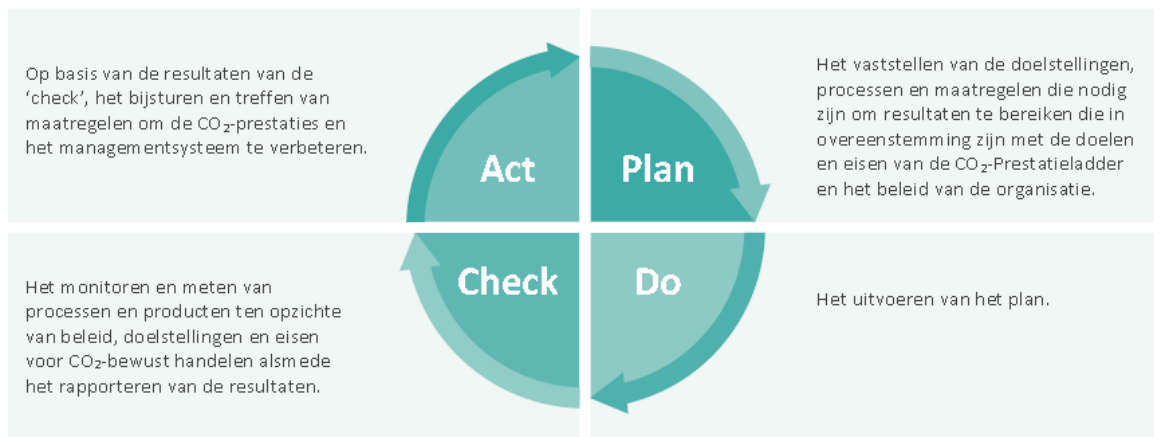 Op basis van de resultaten van de
‘check’, het bijsturen en treffen van
maatregelen om de CO₂-prestaties en
het managementsysteem te verbeteren.
Act
Plan
Het vaststellen van de doelstellingen,
processen en maatregelen die nodig
zijn om resultaten te bereiken die in
overeenstemming zijn met de doelen
en eisen van de CO₂-Prestatieladder
en het beleid van de organisatie.
Het monitoren en meten van
processen en producten ten opzichte
van beleid, doelstellingen en eisen
voor CO₂-bewust handelen alsmede
het rapporteren van de resultaten.
Check
Do
Het uitvoeren van het plan.